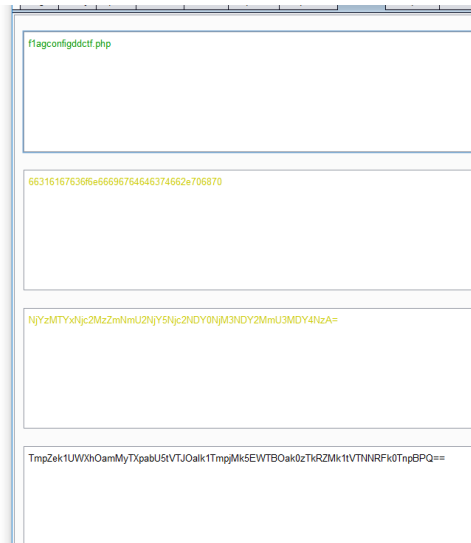 f1agconfigddctf.php
66316167636f6e66696764646374662e706870
NjYzMTYxNjc2MzZmNmU2NjY5Njc2NDY0NjM3NDY2MmU3MDY4NzA=
TmpZek1UWXhOamMyTXpabU5tVTJOalk1TmpjMk5EWTBOak0zTkRZMk1tVTNNRFk0TnpBPQ==